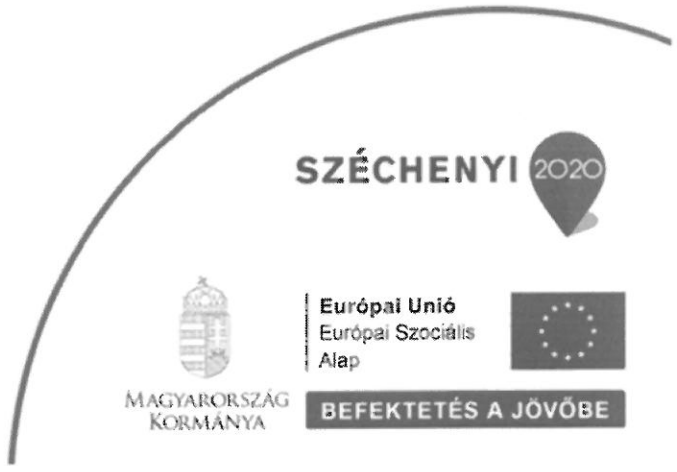 SZÉCHENYI 2020
Európai Unió
Európai Szociális
Alap
MAGYARORSZÁG
KORMÁNYA
BEFEKTETÉS A JÖVŐBE